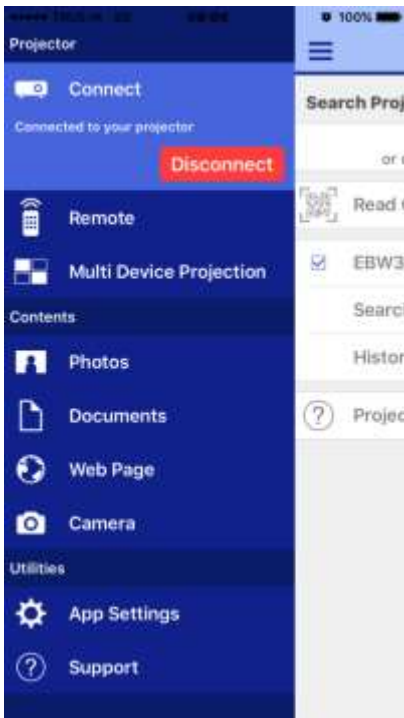 100%
Projector
Connect
Connected to your projector
Disconnect
Remote
Multi Device Projection
Contents
Photos
Documents
Web Page
Camera
Utilities
App Settings
Support
Search Proj
or
Read
EBW3
Searc
Histor
Projec